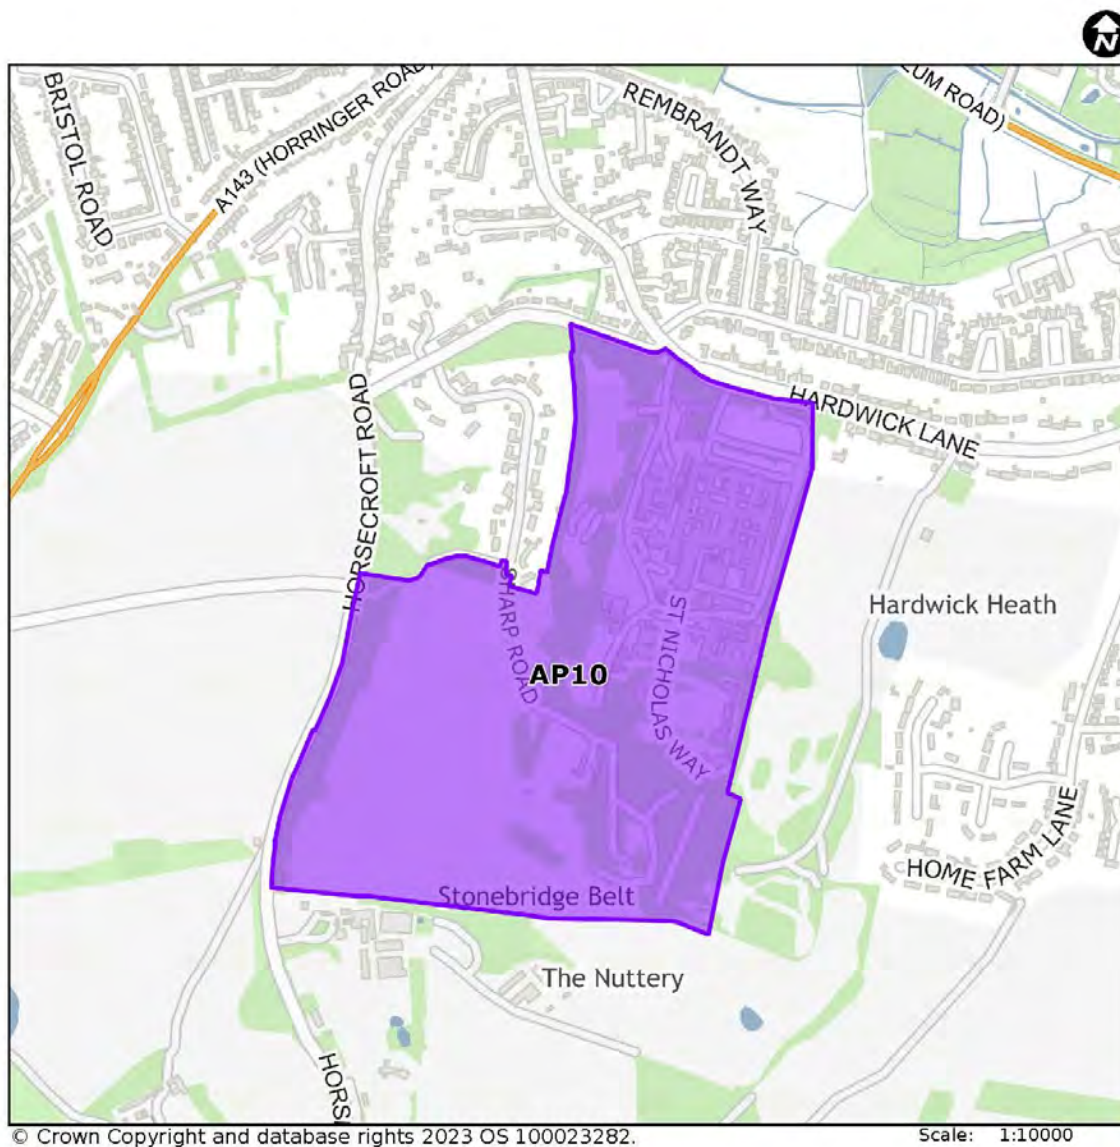 N
BRISTOL ROAD
A143 (HORRINGER ROAD)
REMBRANDT WAY
EUM ROAD)
HORSECROFT ROAD
HARDWICK LANE
SHARP ROAD
ST NICHOLAS WAY
Hardwick Heath
AP10
HOME FARM LANE
Stonebridge Belt
The Nuttery
HORS
© Crown Copyright and database rights 2023 OS 100023282.
Scale: 1:10000